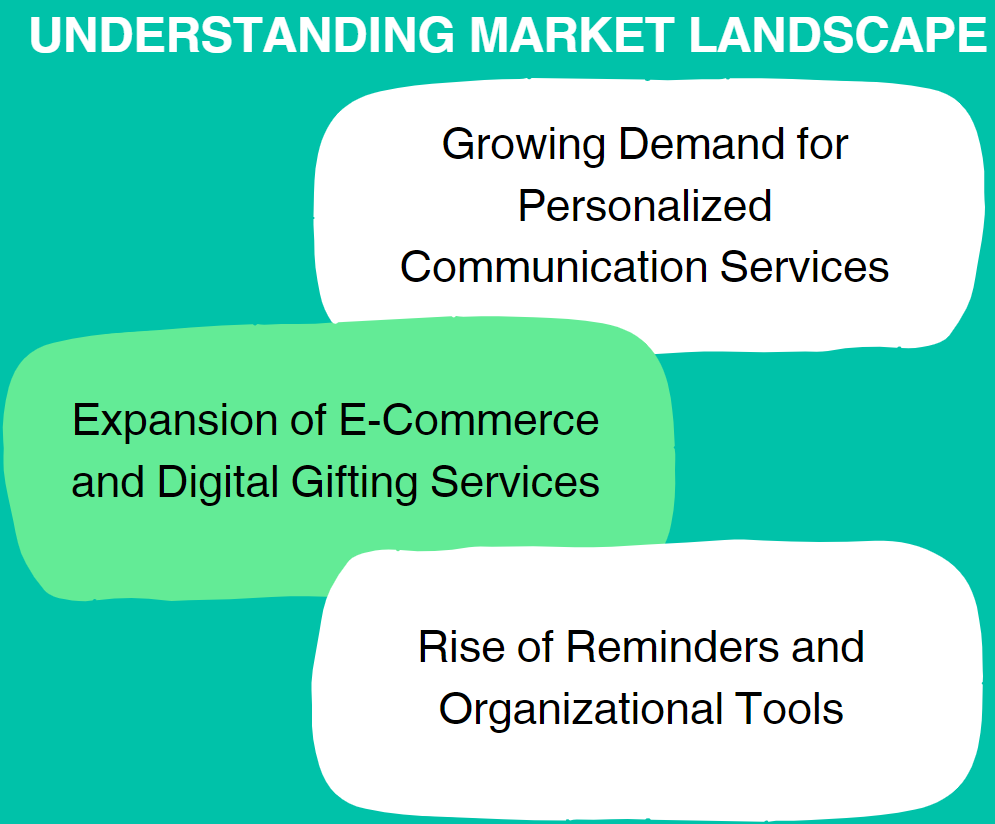 UNDERSTANDING MARKET LANDSCAPE
Growing Demand for
Personalized
Communication Services
Expansion of E-Commerce
and Digital Gifting Services
Rise of Reminders and
Organizational Tools